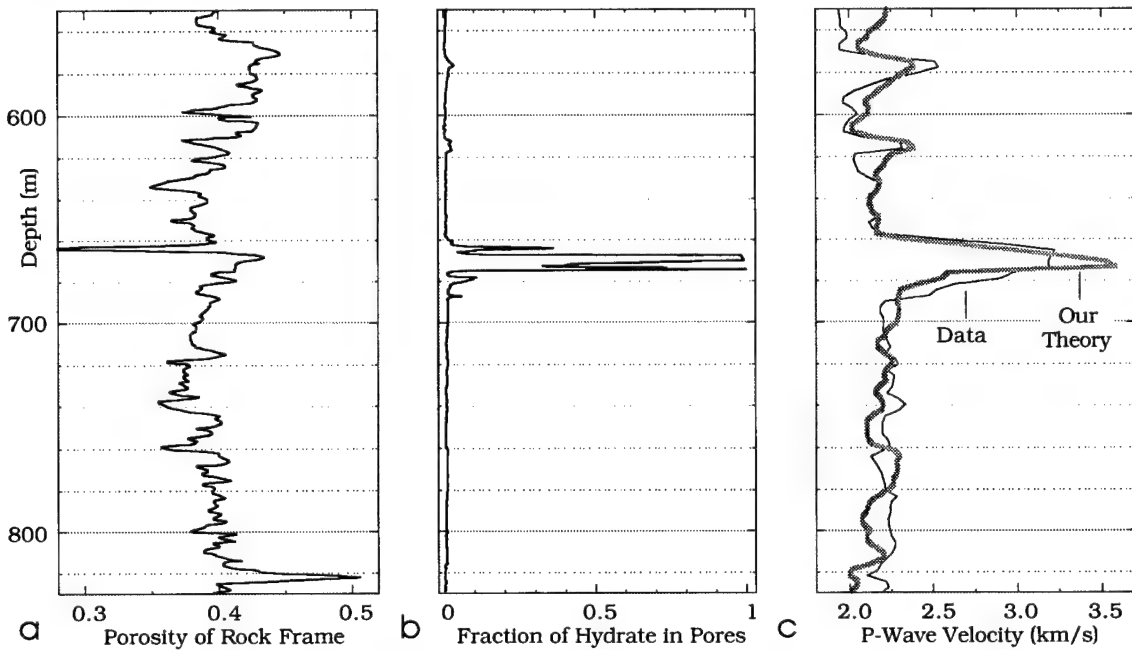 Depth (m)
600
700
800
0.3 0.4 0.5
a Porosity of Rock Frame
0 0.5 1
b Fraction of Hydrate in Pores
Data
Our
Theory
2.0 2.5 3.0 3.5
c P-Wave Velocity (km/s)